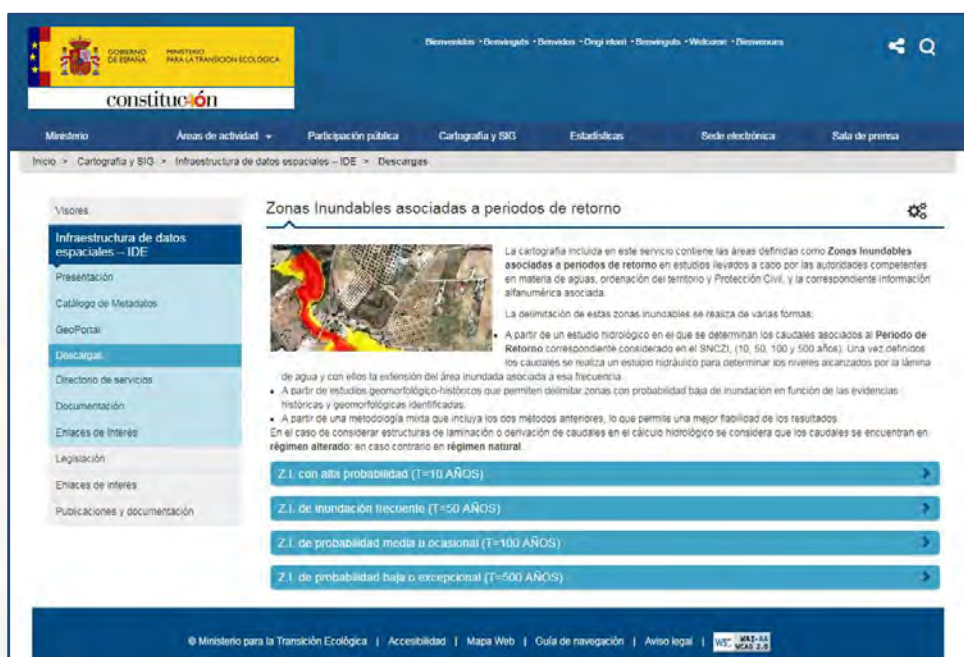 GOBIERNO DE ESPAÑA
MINISTERIO PARA LA TRANSICIÓN ECOLÓGICA
constitución
Bienvenidos · Benvinguts · Benvidos · Ongi etorri · Benvinguts · Welcome · Bienvenues
Ministerio Áreas de actividad Participación pública Cartografía y SIG Estadísticas Sede electrónica Sala de prensa
Inicio > Cartografía y SIG > Infraestructura de datos espaciales – IDE > Descargas
Visores
Infraestructura de datos
espaciales – IDE
Presentación
Catálogo de Metadatos
GeoPortal
Descargas
Directorio de servicios
Documentación
Enlaces de Interés
Legislación
Enlaces de interés
Publicaciones y documentación
Zonas Inundables asociadas a periodos de retorno
La cartografía incluida en este servicio contiene las áreas definidas como Zonas Inundables
asociadas a periodos de retorno en estudios llevados a cabo por las autoridades competentes
en materia de aguas, ordenación del territorio y Protección Civil, y la correspondiente información
alfanumérica asociada.
La delimitación de estas zonas inundables se realiza de varias formas:
• A partir de un estudio hidrológico en el que se determinan los caudales asociados al Periodo de
Retorno correspondiente considerado en el SNCZI, (10, 50, 100 y 500 años). Una vez definidos
los caudales se realiza un estudio hidráulico para determinar los niveles alcanzados por la lámina
de agua y con ellos la extensión del área inundada asociada a esa frecuencia.
• A partir de estudios geomorfológico-históricos que permiten delimitar zonas con probabilidad baja de inundación en función de las evidencias
históricas y geomorfológicas identificadas.
• A partir de una metodología mixta que incluya los dos métodos anteriores, lo que permite una mejor fiabilidad de los resultados.
En el caso de considerar estructuras de laminación o derivación de caudales en el cálculo hidrológico se considera que los caudales se encuentran en
régimen alterado; en caso contrario en régimen natural.
Z.I. con alta probabilidad (T=10 AÑOS)
Z.I. de inundación frecuente (T=50 AÑOS)
Z.I. de probabilidad media u ocasional (T=100 AÑOS)
Z.I. de probabilidad baja o excepcional (T=500 AÑOS)
© Ministerio para la Transición Ecológica | Accesibilidad | Mapa Web | Guía de navegación | Aviso legal | W3C WAI-AA WCAG 2.0